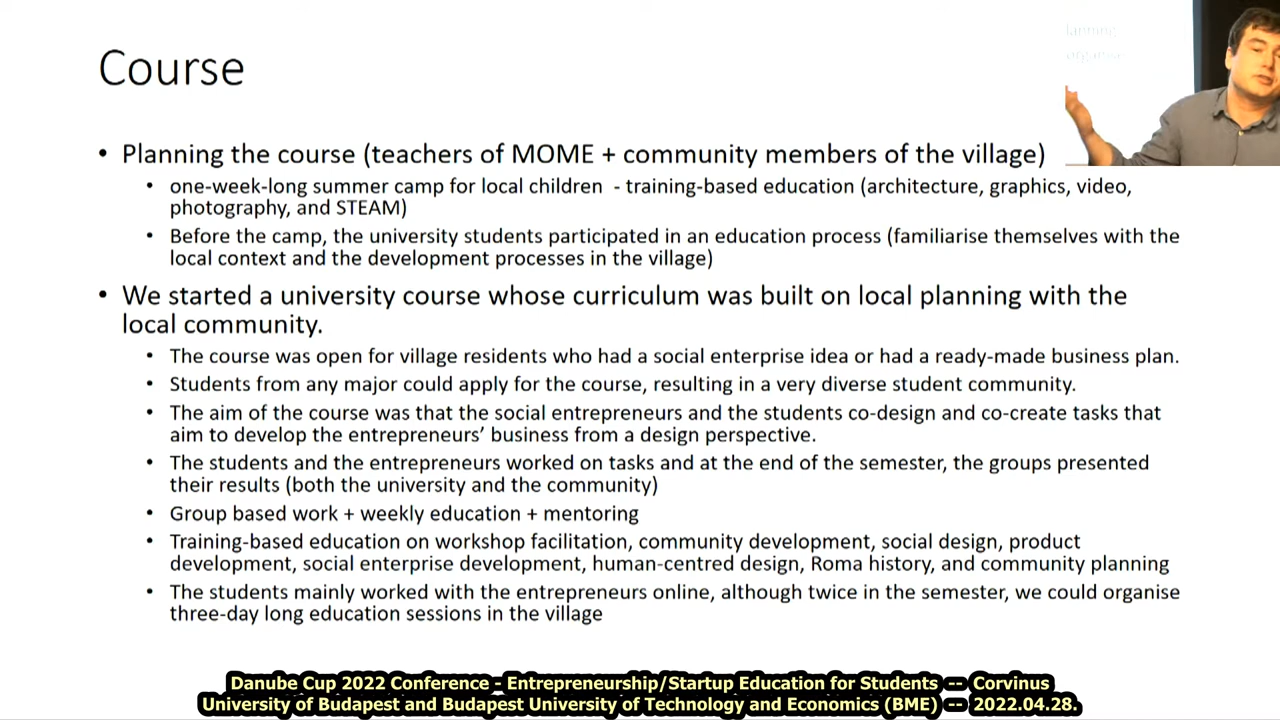 Course
lanning
organise
• Planning the course (teachers of MOME + community members of the village)
• one-week-long summer camp for local children - training-based education (architecture, graphics, video,
photography, and STEAM)
• Before the camp, the university students participated in an education process (familiarise themselves with the
local context and the development processes in the village)
• We started a university course whose curriculum was built on local planning with the
local community.
• The course was open for village residents who had a social enterprise idea or had a ready-made business plan.
• Students from any major could apply for the course, resulting in a very diverse student community.
• The aim of the course was that the social entrepreneurs and the students co-design and co-create tasks that
aim to develop the entrepreneurs’ business from a design perspective.
• The students and the entrepreneurs worked on tasks and at the end of the semester, the groups presented
their results (both the university and the community)
• Group based work + weekly education + mentoring
• Training-based education on workshop facilitation, community development, social design, product
development, social enterprise development, human-centred design, Roma history, and community planning
• The students mainly worked with the entrepreneurs online, although twice in the semester, we could organise
three-day long education sessions in the village
Danube Cup 2022 Conference - Entrepreneurship/Startup Education for Students -- Corvinus
University of Budapest and Budapest University of Technology and Economics (BME) -- 2022.04.28.